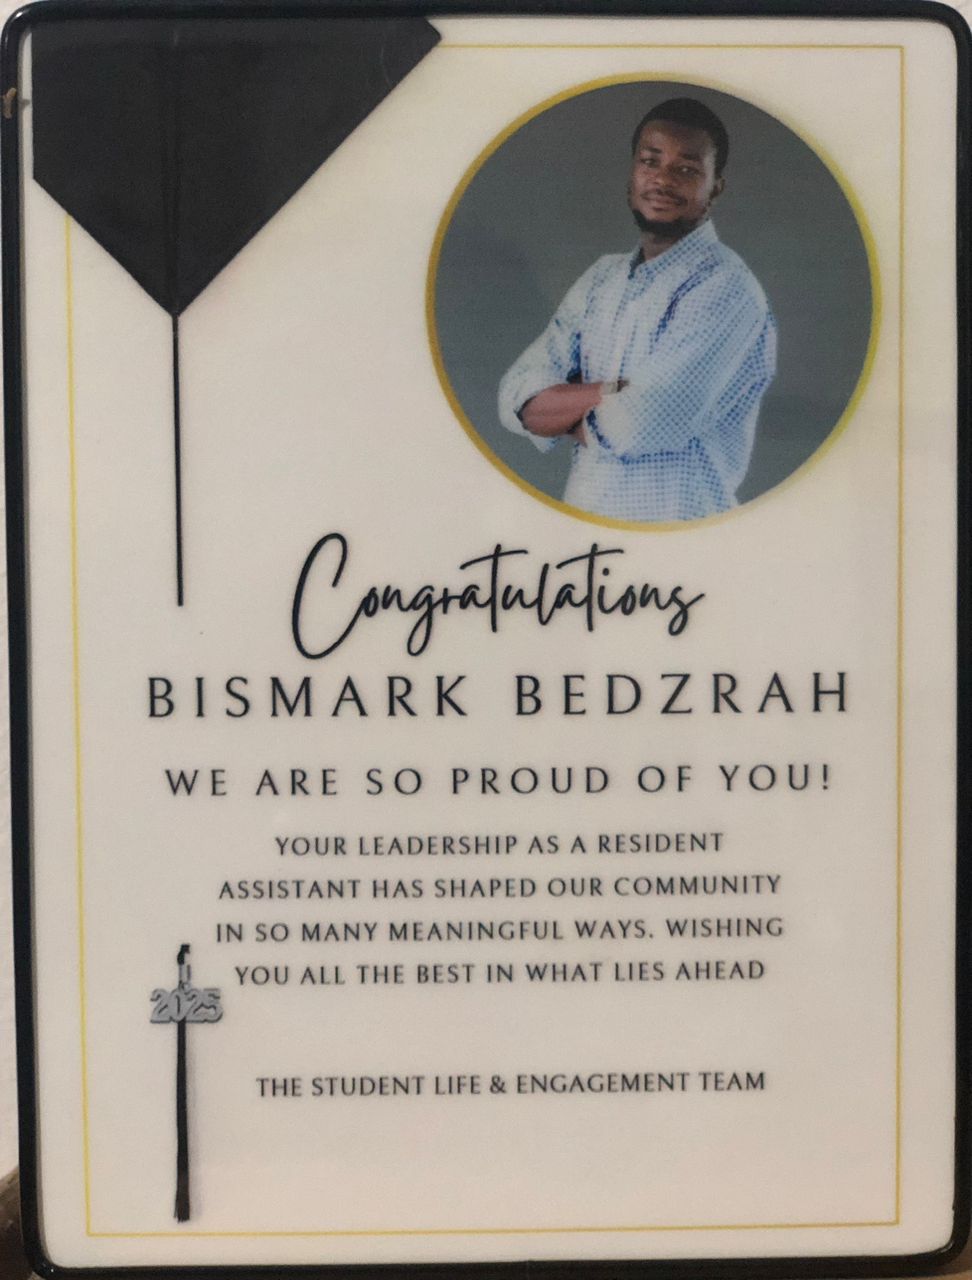 Congratulations
BISMARK BEDZRAH
WE ARE SO PROUD OF YOU!
YOUR LEADERSHIP AS A RESIDENT
ASSISTANT HAS SHAPED OUR COMMUNITY
IN SO MANY MEANINGFUL WAYS. WISHING
YOU ALL THE BEST IN WHAT LIES AHEAD
2025
THE STUDENT LIFE & ENGAGEMENT TEAM